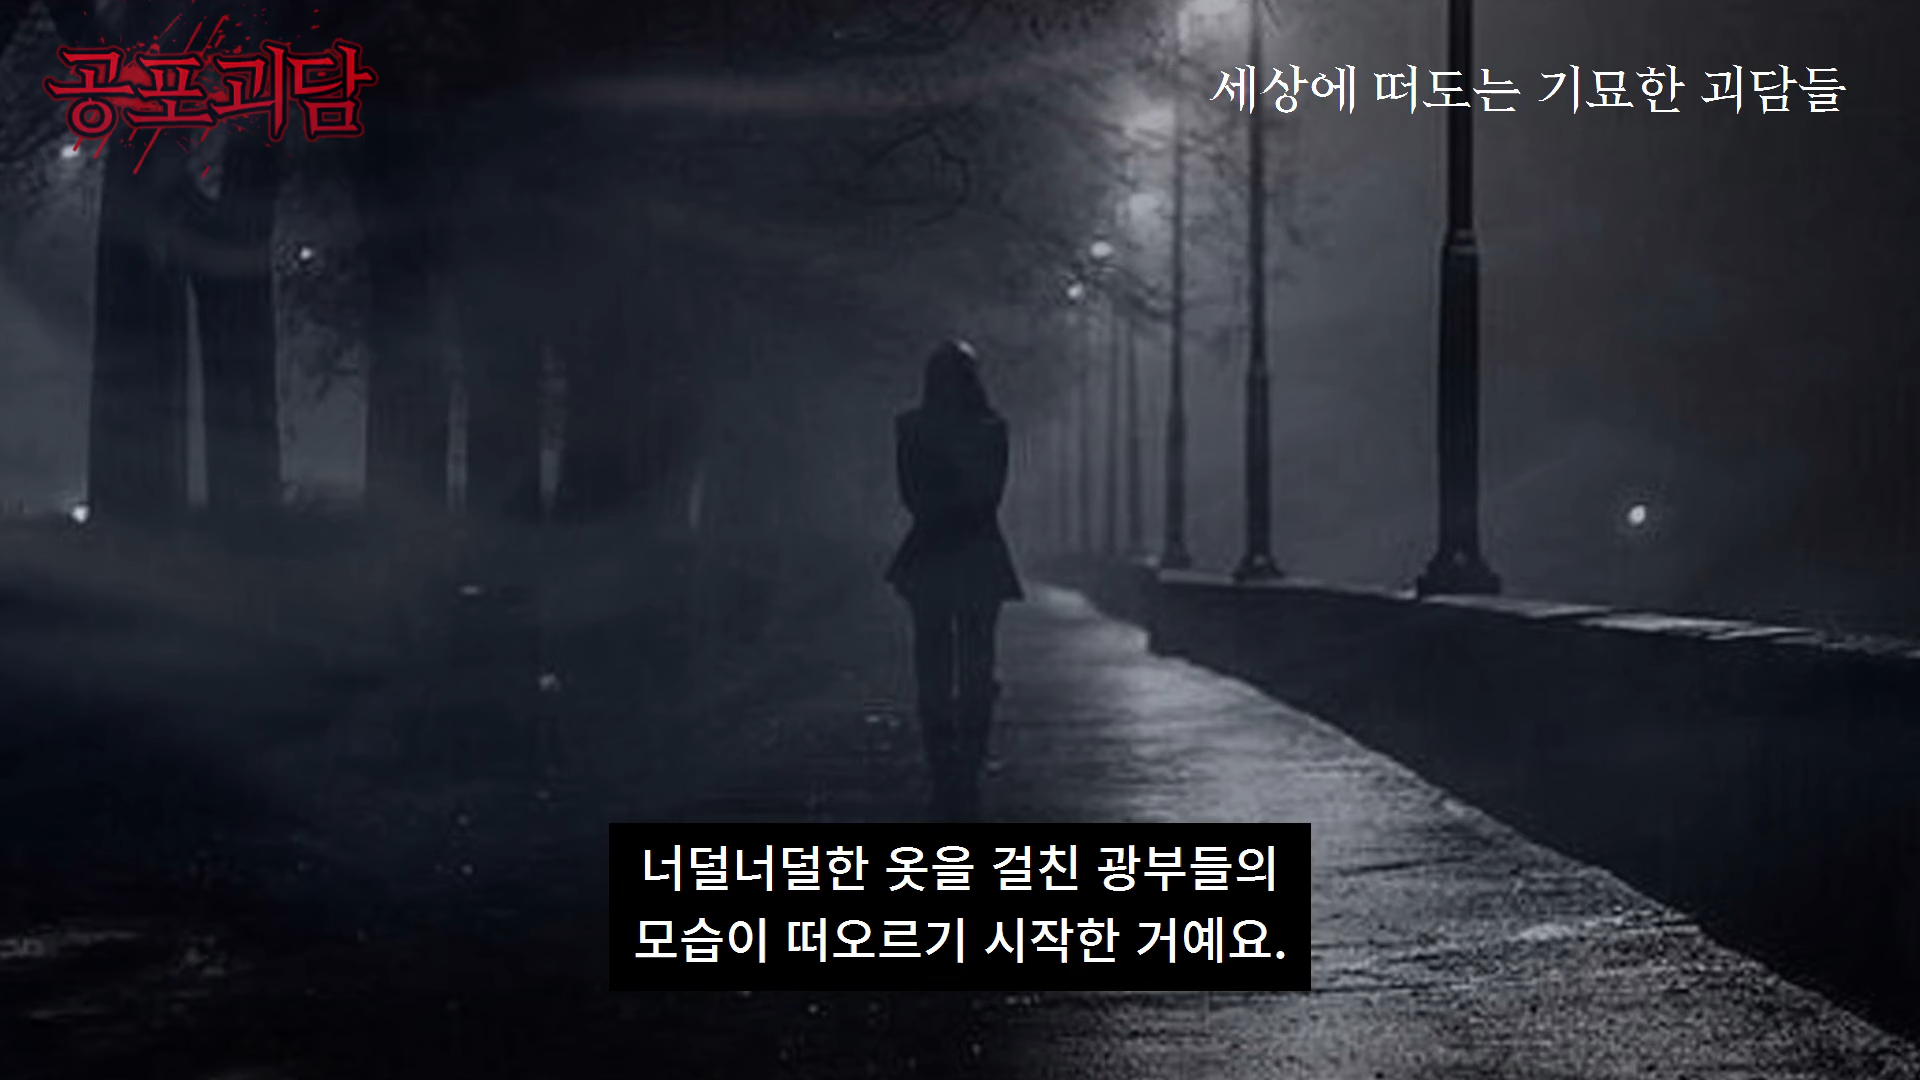 공포괴담
세상에 떠도는 기묘한 괴담들
너덜너덜한 옷을 걸친 광부들의
모습이 떠오르기 시작한 거예요.